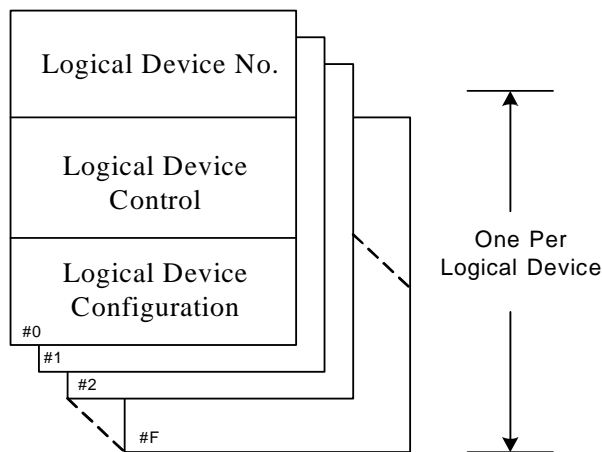 Logical Device No.
Logical Device
Control
Logical Device
Configuration
#0
#1
#2
#F
One Per
Logical Device